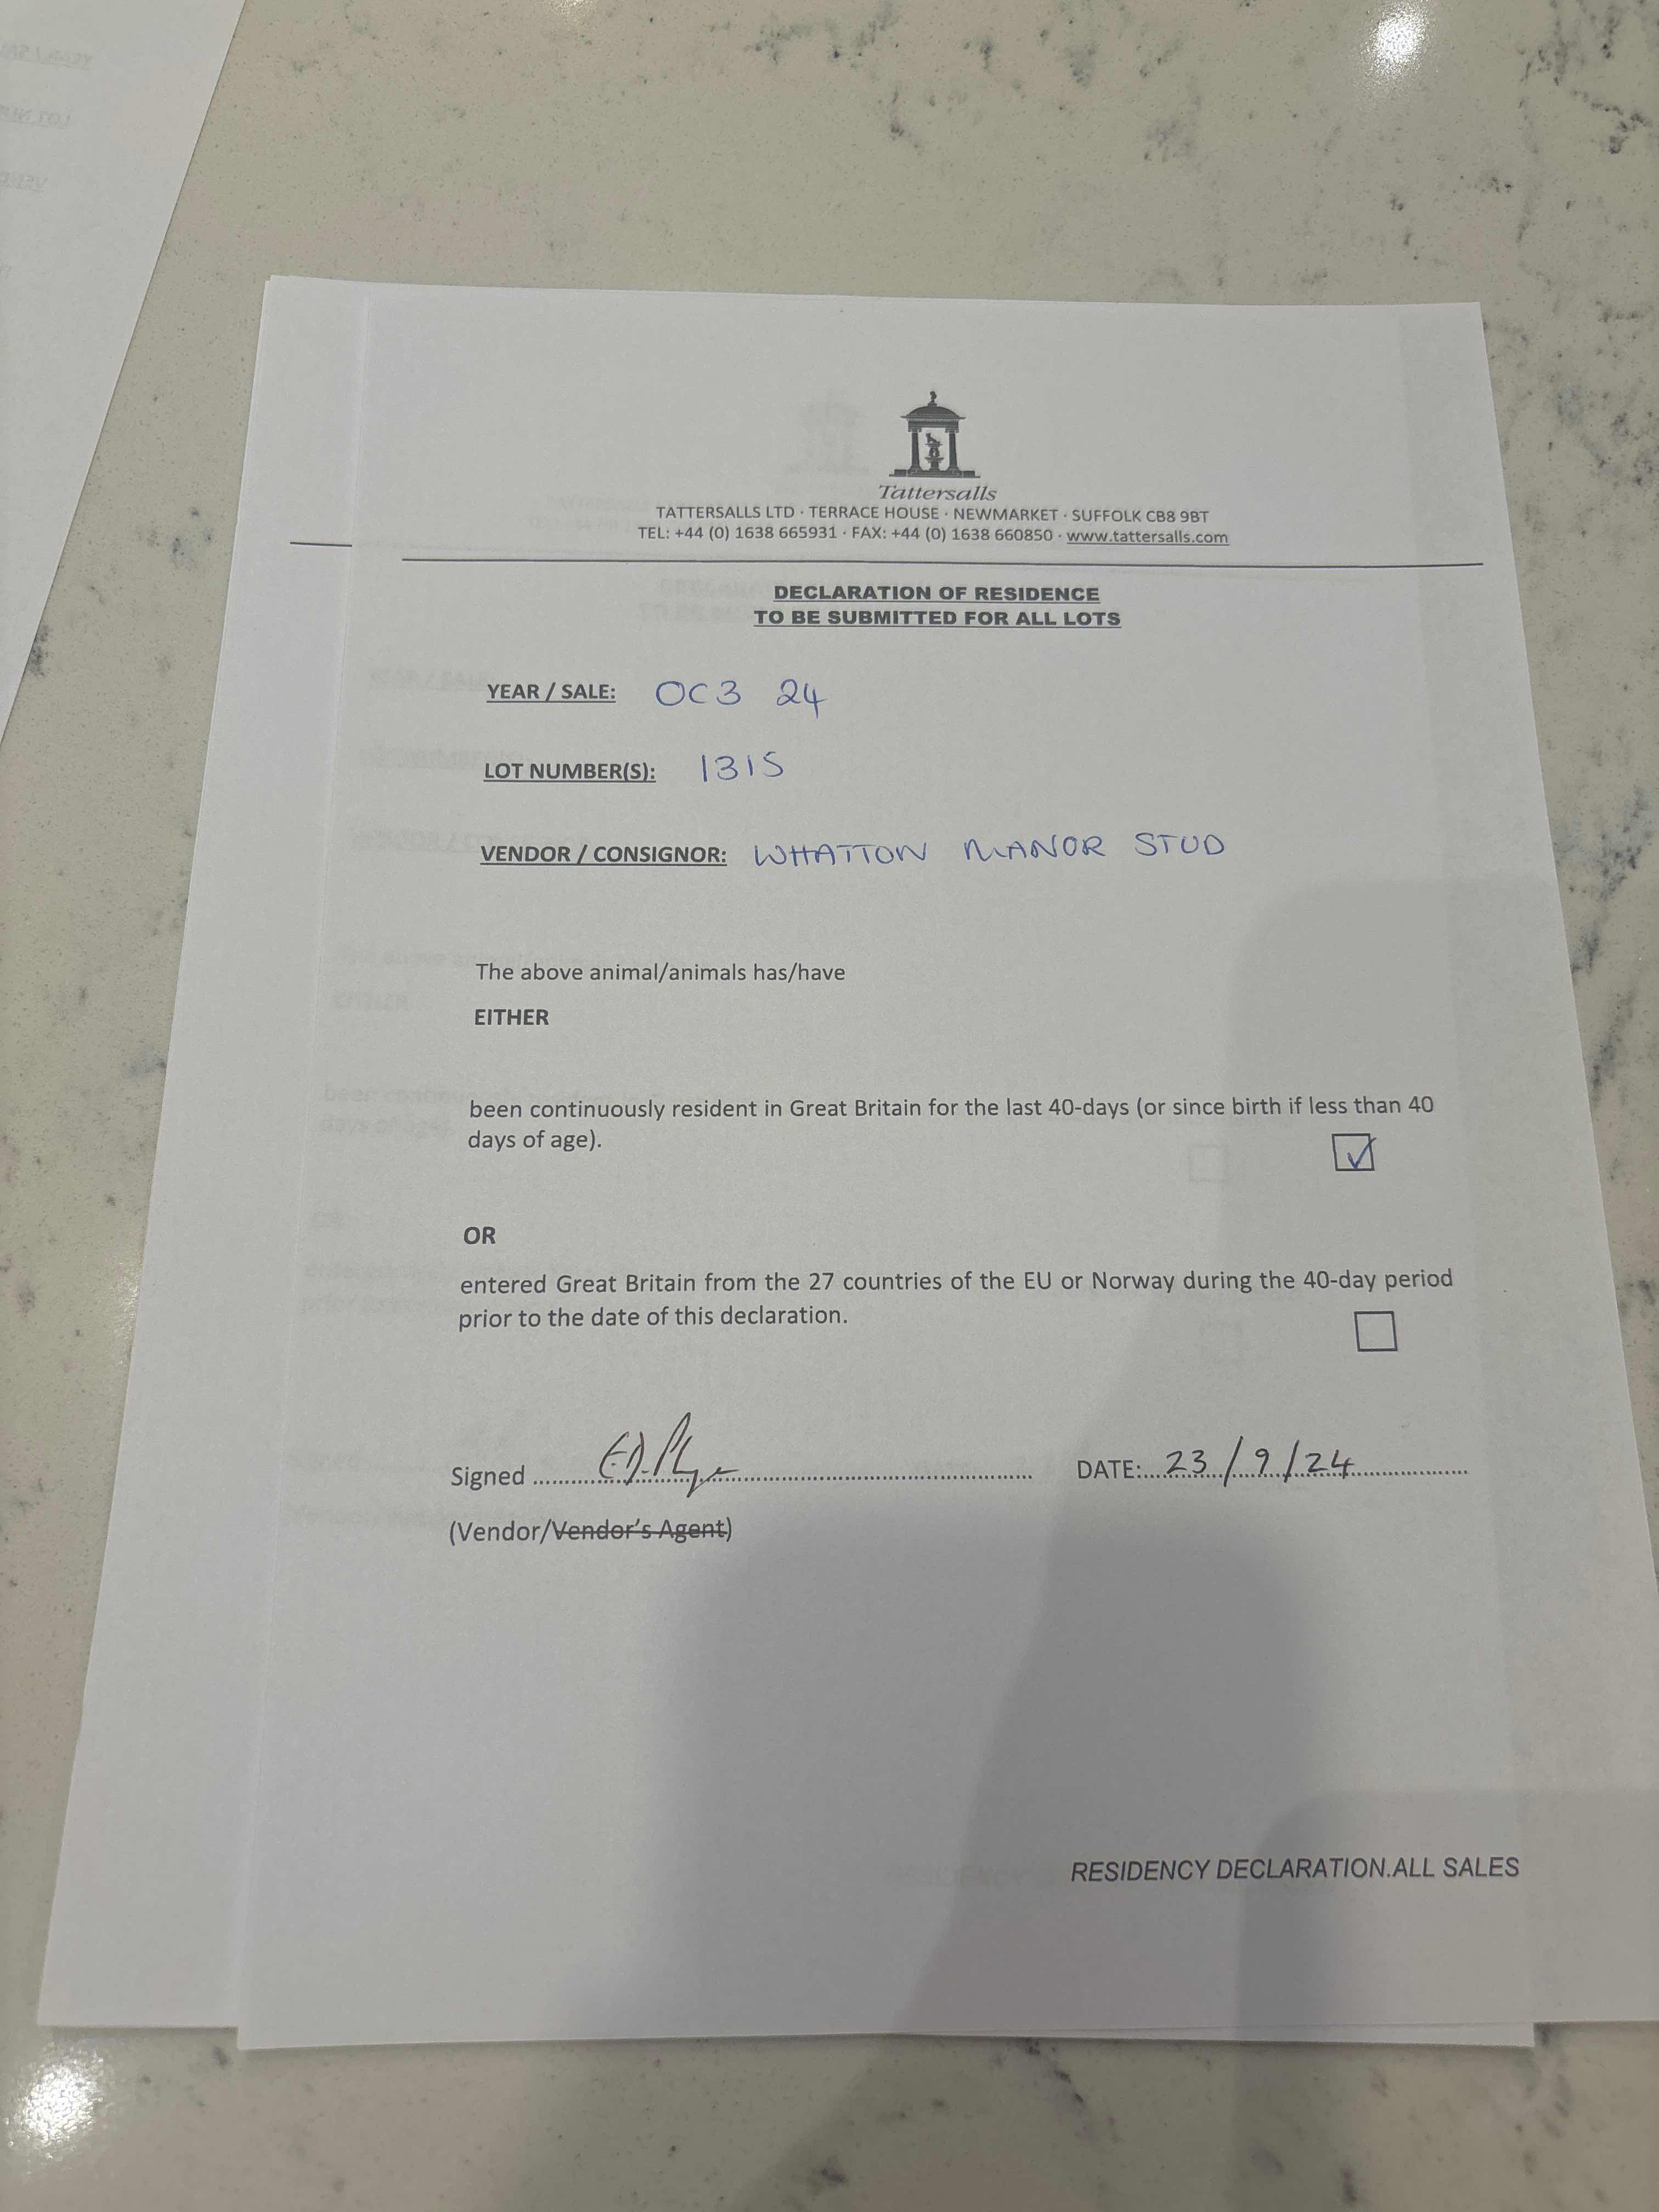 Tattersalls
TATTERSALLS LTD · TERRACE HOUSE · NEWMARKET · SUFFOLK CB8 9BT
TEL: +44 (0) 1638 665931 · FAX: +44 (0) 1638 660850 · www.tattersalls.com
DECLARATION OF RESIDENCE
TO BE SUBMITTED FOR ALL LOTS
YEAR / SALE: OC3 24
LOT NUMBER(S): 1315
VENDOR / CONSIGNOR: WHATTON MANOR STUD
The above animal/animals has/have
EITHER
been continuously resident in Great Britain for the last 40-days (or since birth if less than 40
days of age).
OR
entered Great Britain from the 27 countries of the EU or Norway during the 40-day period
prior to the date of this declaration.
Signed DATE: 23/9/24
(Vendor/Vendor's Agent)
RESIDENCY DECLARATION.ALL SALES